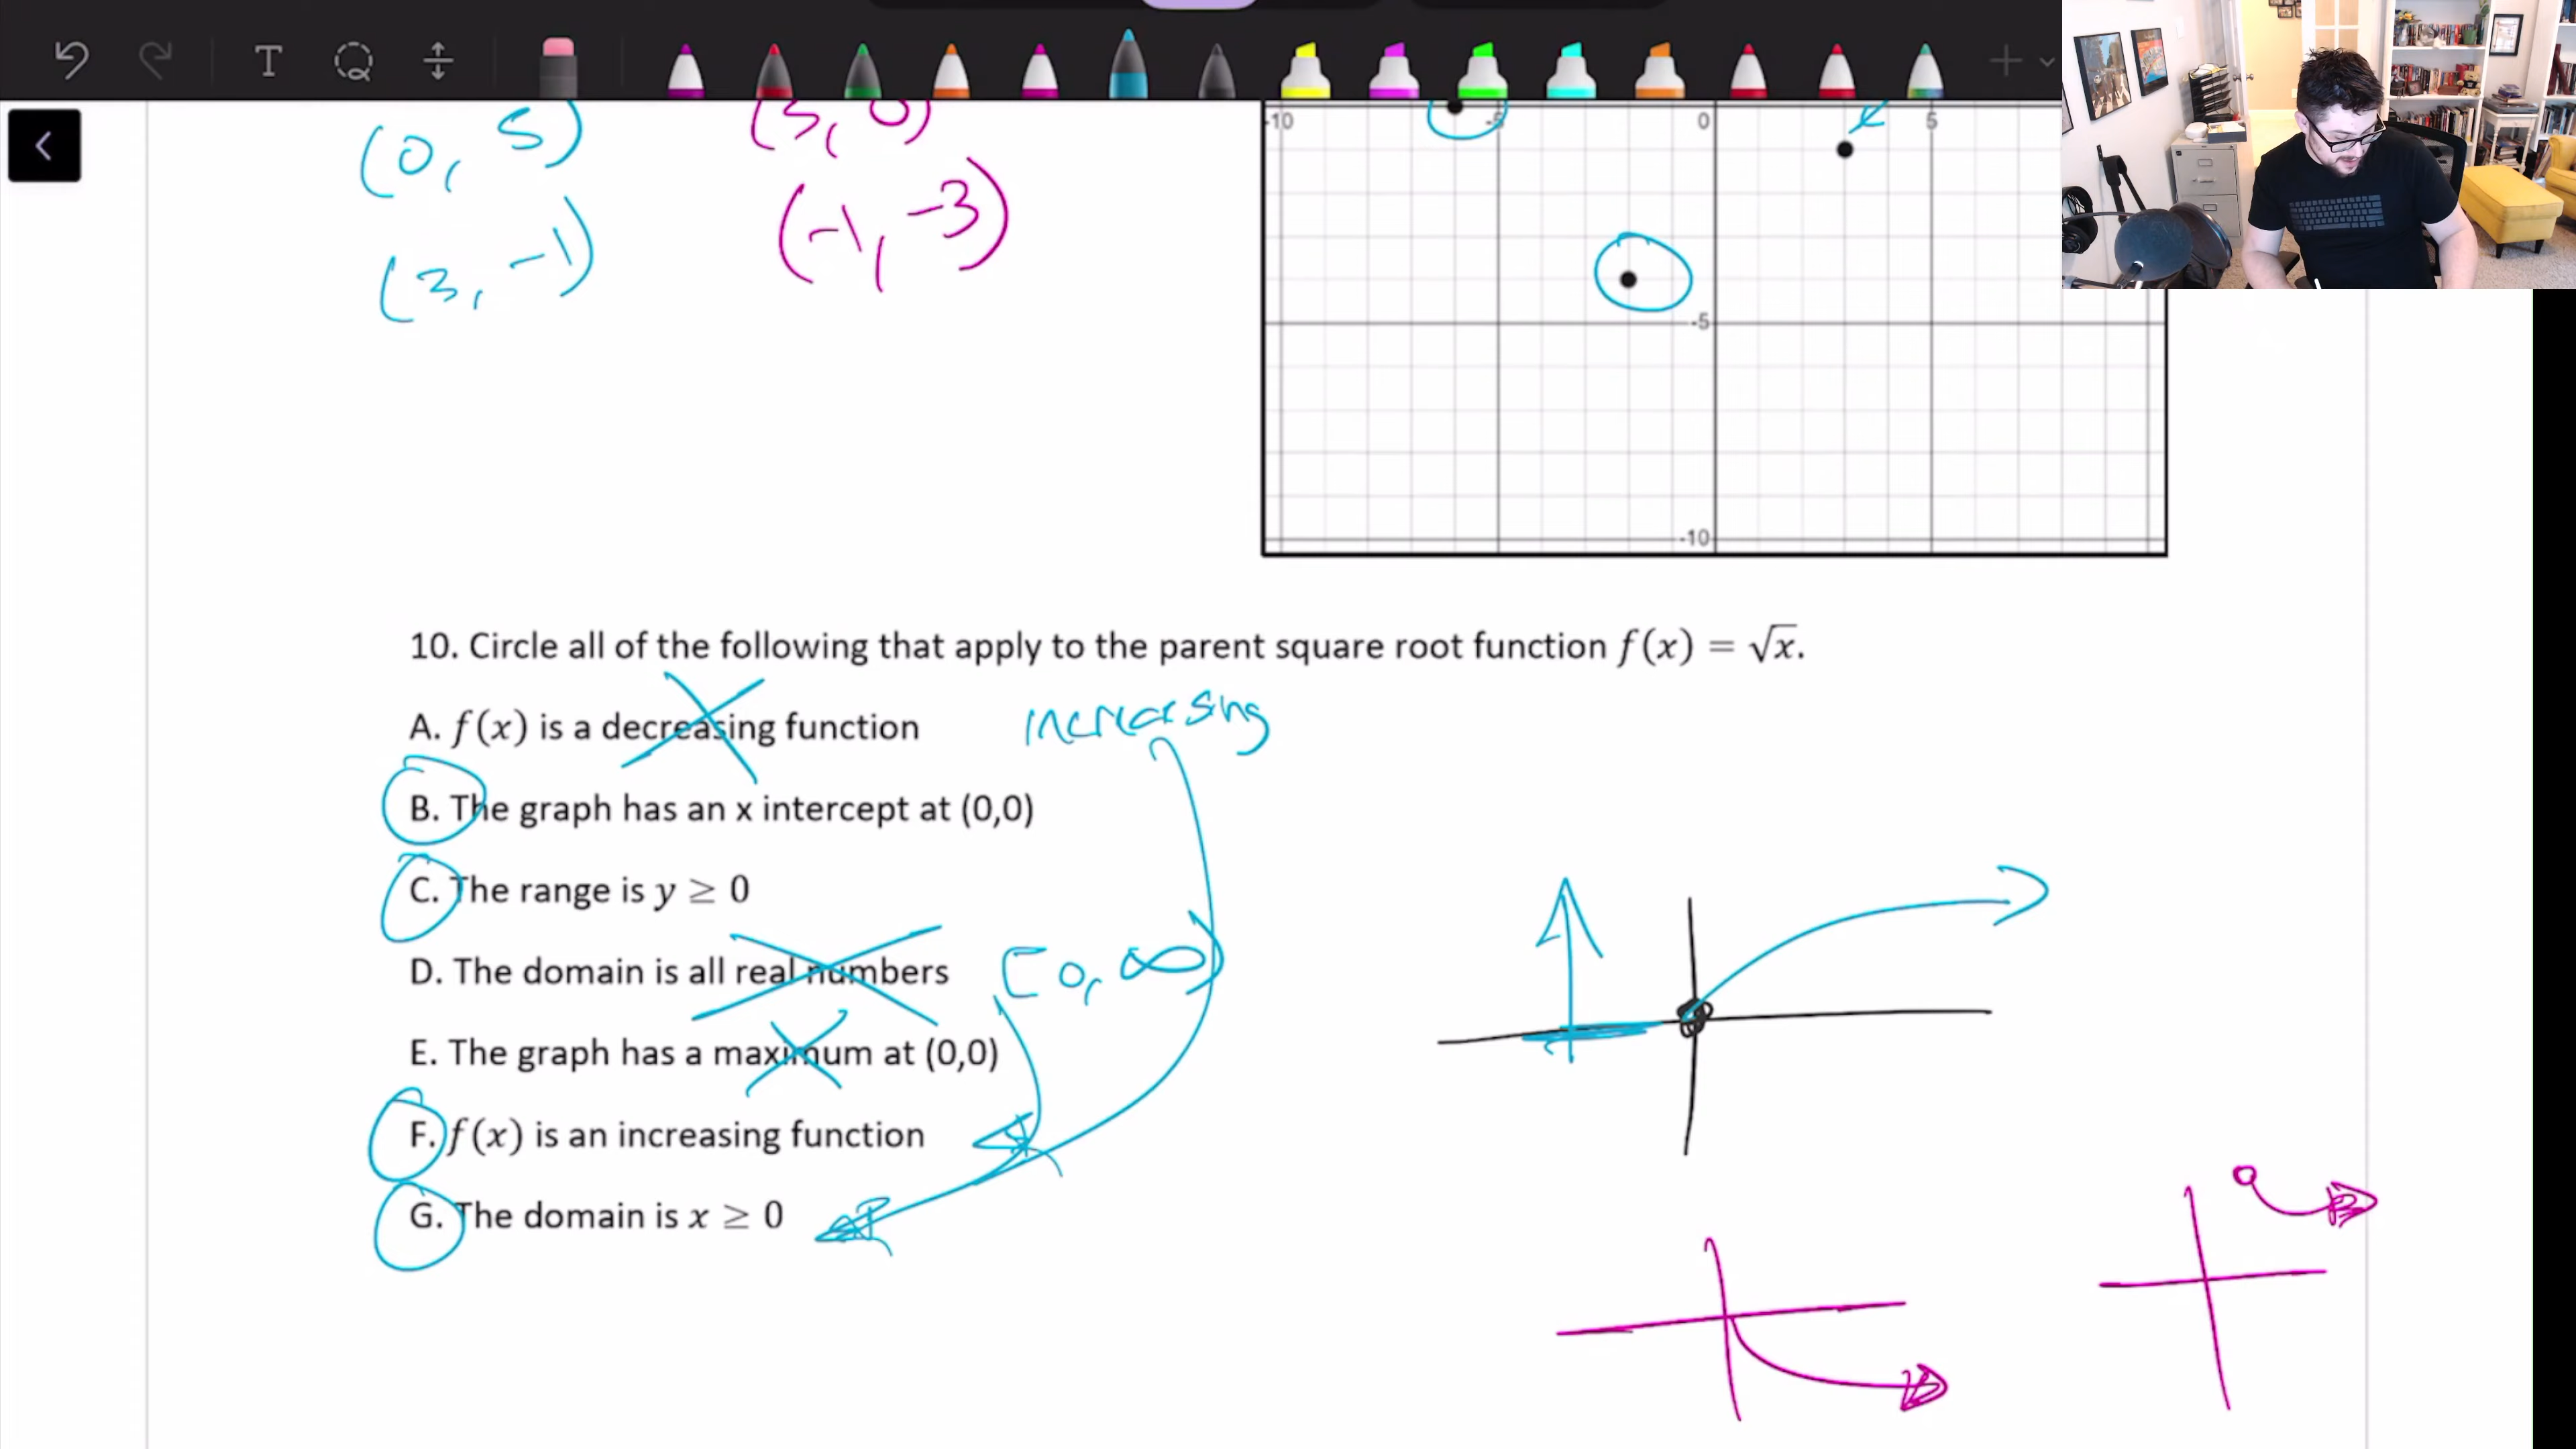 T
(0, 5)
(3, -1)
(-1, -3)
-10 -5 0 5
-5
-10
10. Circle all of the following that apply to the parent square root function f(x) = √x.
A. f(x) is a decreasing function increasing
B. The graph has an x intercept at (0,0)
C. The range is y ≥ 0
D. The domain is all real numbers [0, ∞)
E. The graph has a maximum at (0,0)
F. f(x) is an increasing function
G. The domain is x ≥ 0